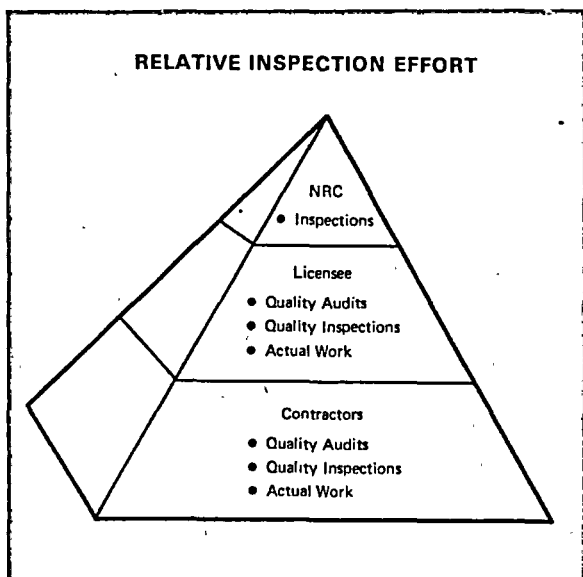 RELATIVE INSPECTION EFFORT
NRC
● Inspections
Licensee
● Quality Audits
● Quality Inspections
● Actual Work
Contractors
● Quality Audits
● Quality Inspections
● Actual Work